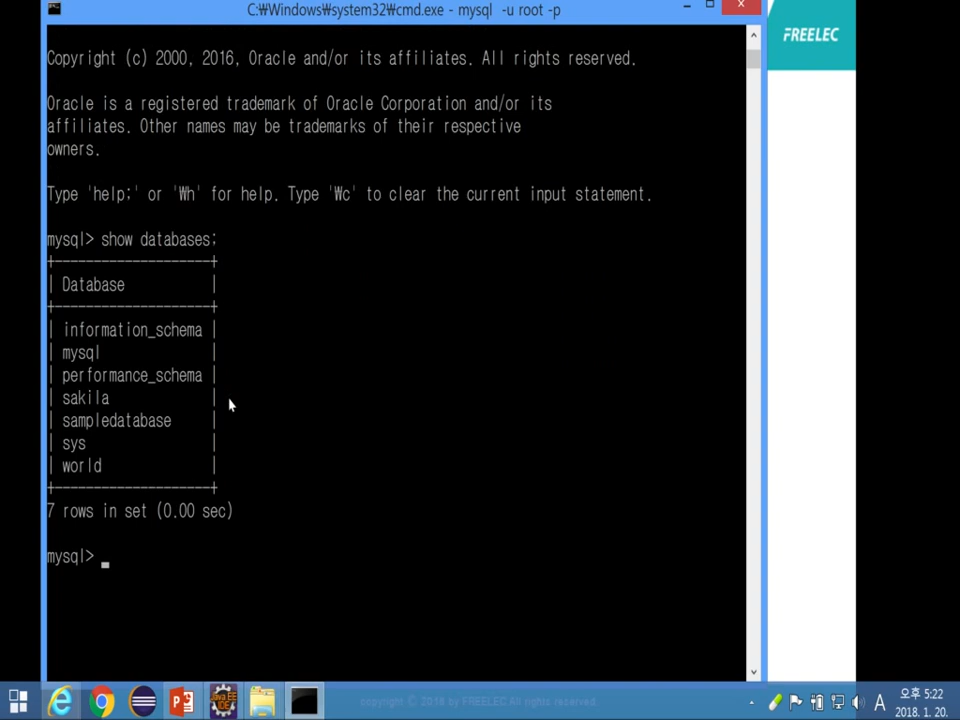 C:₩Windows₩system32₩cmd.exe - mysql  -u root -p
FREELEC
Copyright (c) 2000, 2016, Oracle and/or its affiliates. All rights reserved.
Oracle is a registered trademark of Oracle Corporation and/or its
affiliates. Other names may be trademarks of their respective
owners.
Type 'help;' or '₩h' for help. Type '₩c' to clear the current input statement.
mysql> show databases;
+--------------------+
| Database           |
+--------------------+
| information_schema |
| mysql              |
| performance_schema |
| sakila             |
| sampledatabase     |
| sys                |
| world              |
+--------------------+
7 rows in set (0.00 sec)
mysql> _
Java EE
IDE
copyright © 2018 by FREELEC All rights reserved.
A
오후 5:22
2018. 1. 20.